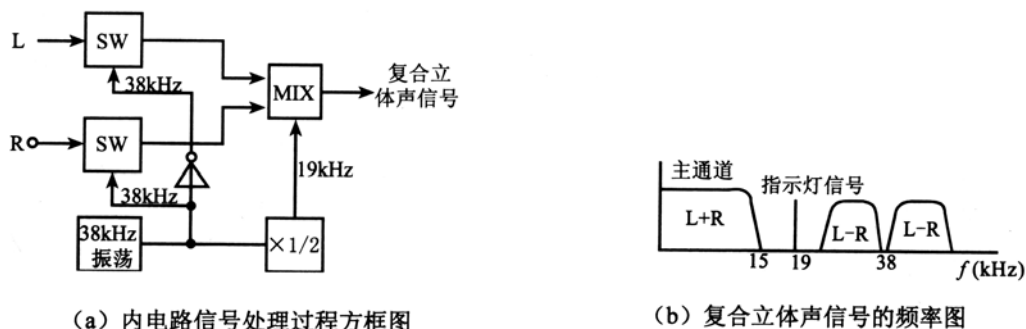 L
SW
38kHz
MIX
复合立
体声信号
R
SW
19kHz
38kHz
38kHz
振荡
×1/2
(a) 内电路信号处理过程方框图
主通道
指示灯信号
L+R
L-R
L-R
15
19
38
f(kHz)
(b) 复合立体声信号的频率图